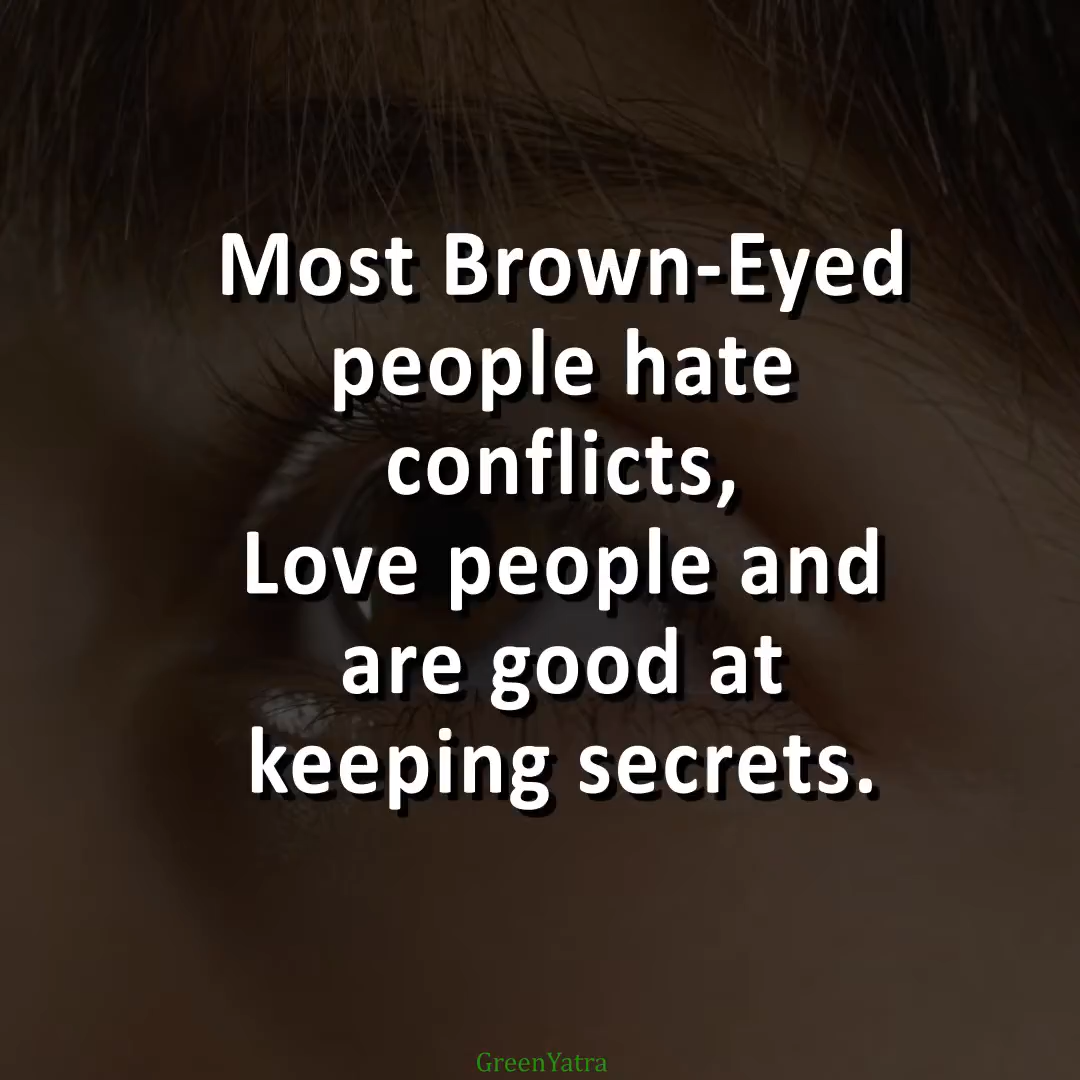 Most Brown-Eyed
people hate
conflicts,
Love people and
are good at
keeping secrets.
GreenYatra